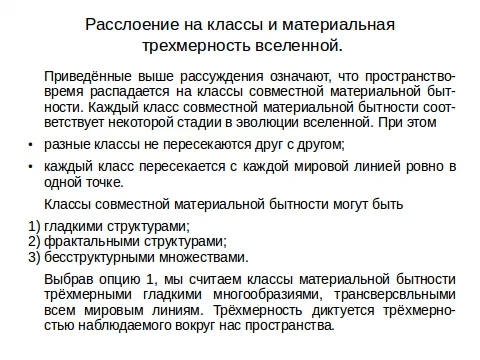 Расслоение на классы и материальная
трехмерность вселенной.
Приведённые выше рассуждения означают, что пространство-
время распадается на классы совместной материальной быт-
ности. Каждый класс совместной материальной бытности соот-
ветствует некоторой стадии в эволюции вселенной. При этом
• разные классы не пересекаются друг с другом;
• каждый класс пересекается с каждой мировой линией ровно в
одной точке.
Классы совместной материальной бытности могут быть
1) гладкими структурами;
2) фрактальными структурами;
3) бесструктурными множествами.
Выбрав опцию 1, мы считаем классы материальной бытности
трёхмерными гладкими многообразиями, трансверсвльными
всем мировым линиям. Трёхмерность диктуется трёхмерно-
стью наблюдаемого вокруг нас пространства.